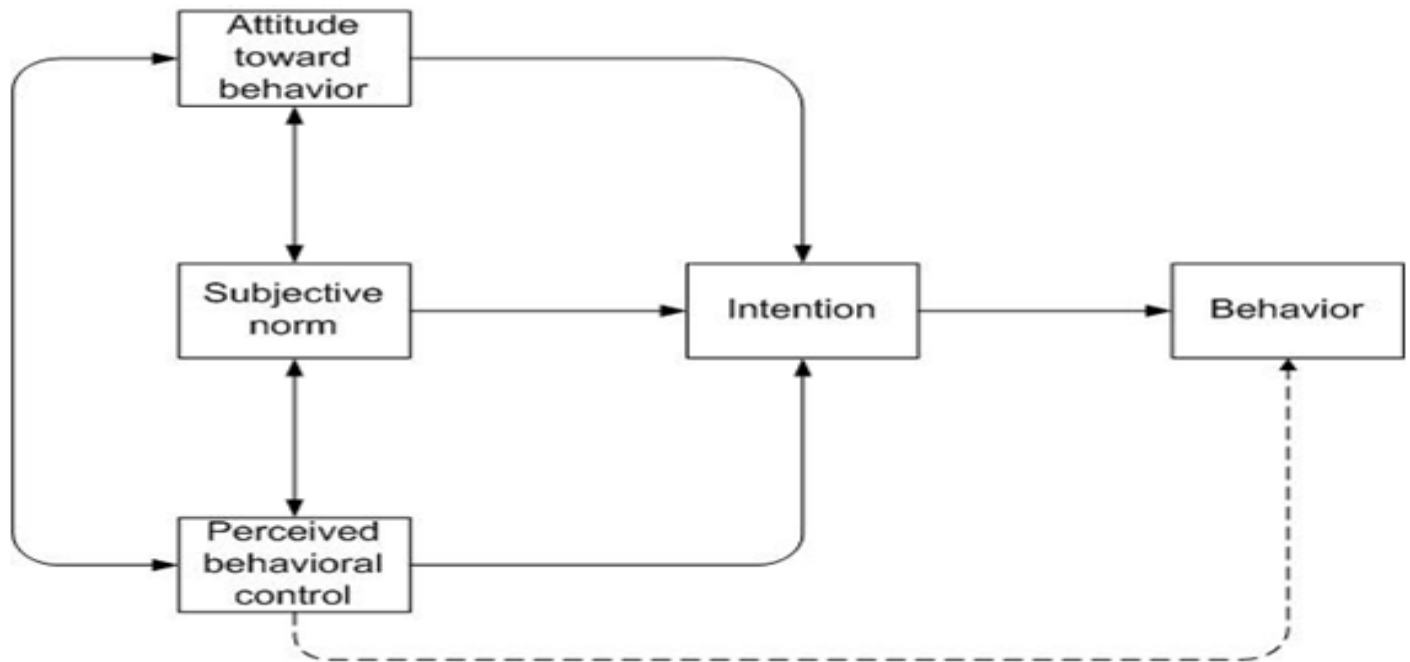 Attitude
toward
behavior
Subjective
norm
Intention
Behavior
Perceived
behavioral
control